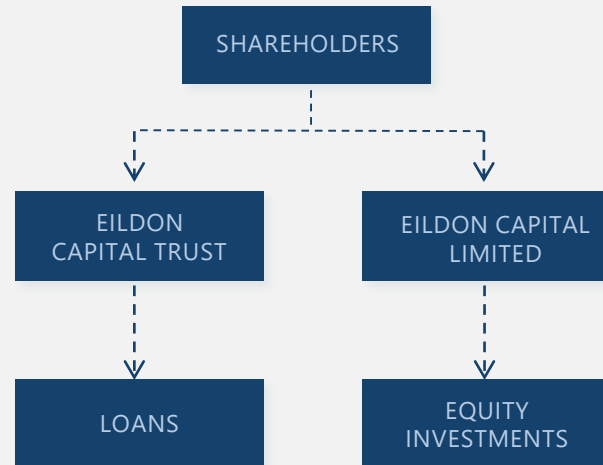 SHAREHOLDERS
EILDON
CAPITAL TRUST
EILDON CAPITAL
LIMITED
LOANS
EQUITY
INVESTMENTS